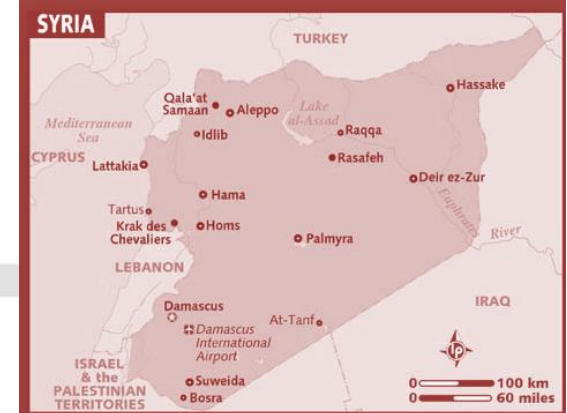 SYRIA
TURKEY
Hassake
Qala'at
Samaan
Aleppo
Lake
al-Assad
Mediterranean
Sea
Idlib
Raqqa
CYPRUS
Lattakia
Rasafeh
Deir ez-Zur
Hama
Euphrates
Tartus
Krak des
Chevaliers
Homs
Palmyra
River
LEBANON
IRAQ
Damascus
Damascus
International
Airport
At-Tanf
lp
ISRAEL
& the
PALESTINIAN
TERRITORIES
Suweida
Bosra
0 100 km
0 60 miles